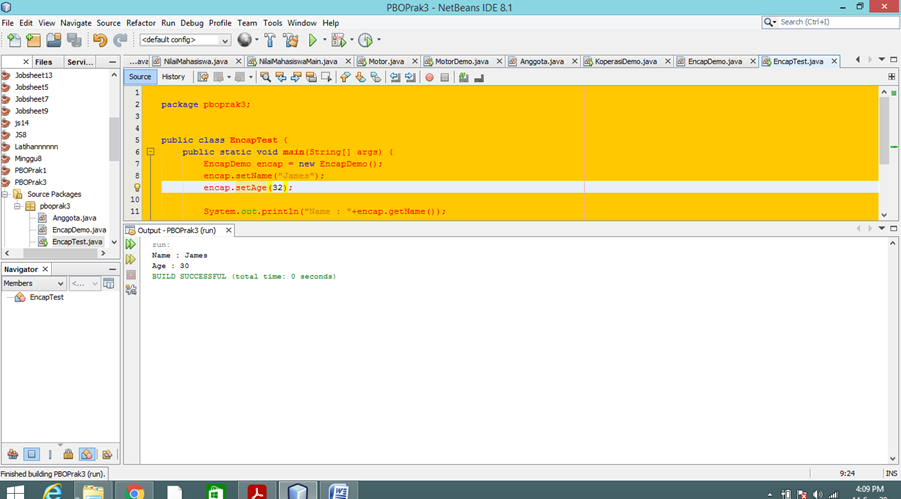 PBOPrak3 - NetBeans IDE 8.1
File Edit View Navigate Source Refactor Run Debug Profile Team Tools Window Help
Search (Ctrl+I)
<default config>
Files Servi...
...ava NilaiMahasiswa.java NilaiMahasiswaMain.java Motor.java MotorDemo.java Anggota.java KoperasiDemo.java EncapDemo.java EncapTest.java
Source History
Jobsheet13
Jobsheet5
Jobsheet7
Jobsheet9
js14
JS8
Latihannnnnn
Minggu8
PBOPrak1
PBOPrak3
Source Packages
pboprak3
Anggota.java
EncapDemo.java
EncapTest.java
1
2 package pboprak3;
3
4
5 public class EncapTest {
6 public static void main(String[] args) {
7 EncapDemo encap = new EncapDemo();
8 encap.setName("James");
encap.setAge(32);
10
11 System.out.println("Name : "+encap.getName());
Output - PBOPrak3 (run)
run:
Name : James
Age : 30
BUILD SUCCESSFUL (total time: 0 seconds)
Navigator
Members <...
EncapTest
Finished building PBOPrak3 (run).
9:24 INS
4:09 PM